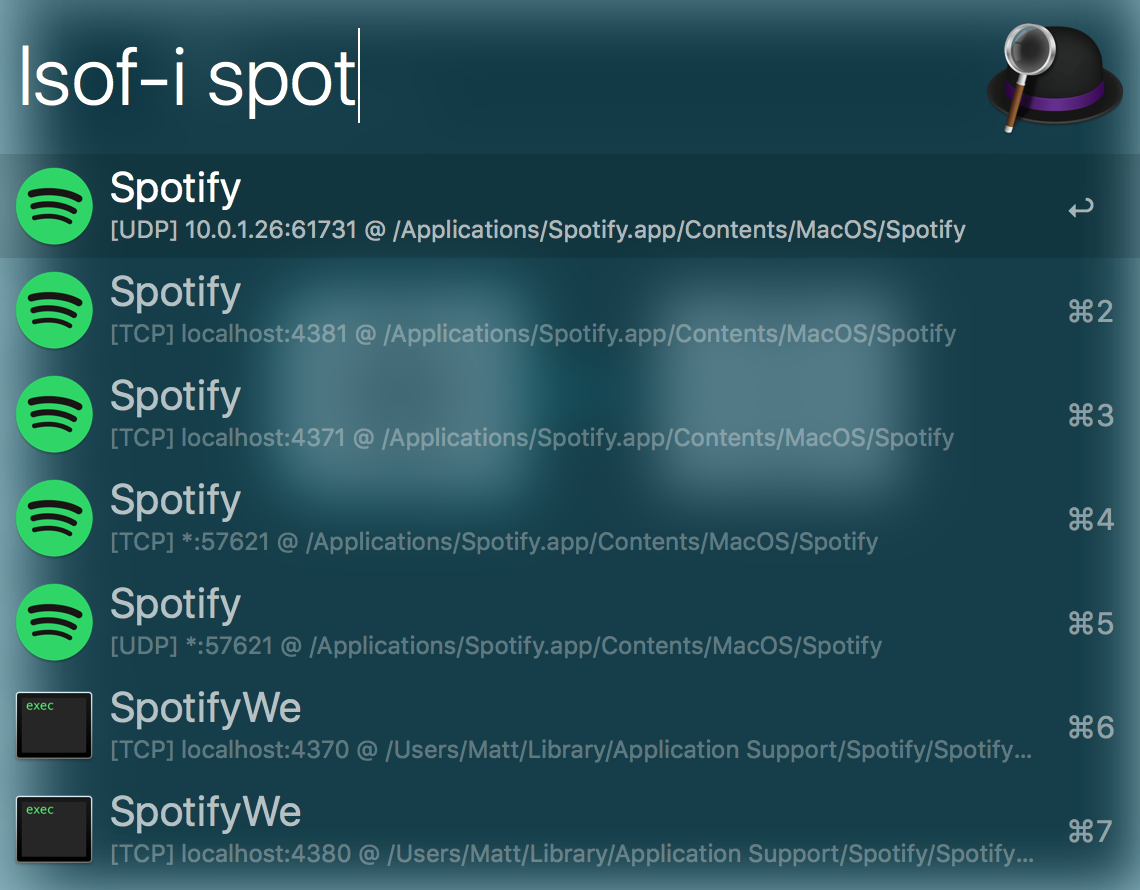 lsof-i spot
Spotify
[UDP] 10.0.1.26:61731 @ /Applications/Spotify.app/Contents/MacOS/Spotify
↩
Spotify
[TCP] localhost:4381 @ /Applications/Spotify.app/Contents/MacOS/Spotify
⌘2
Spotify
[TCP] localhost:4371 @ /Applications/Spotify.app/Contents/MacOS/Spotify
⌘3
Spotify
[TCP] *:57621 @ /Applications/Spotify.app/Contents/MacOS/Spotify
⌘4
Spotify
[UDP] *:57621 @ /Applications/Spotify.app/Contents/MacOS/Spotify
⌘5
exec
SpotifyWe
[TCP] localhost:4370 @ /Users/Matt/Library/Application Support/Spotify/Spotify...
⌘6
exec
SpotifyWe
[TCP] localhost:4380 @ /Users/Matt/Library/Application Support/Spotify/Spotify...
⌘7